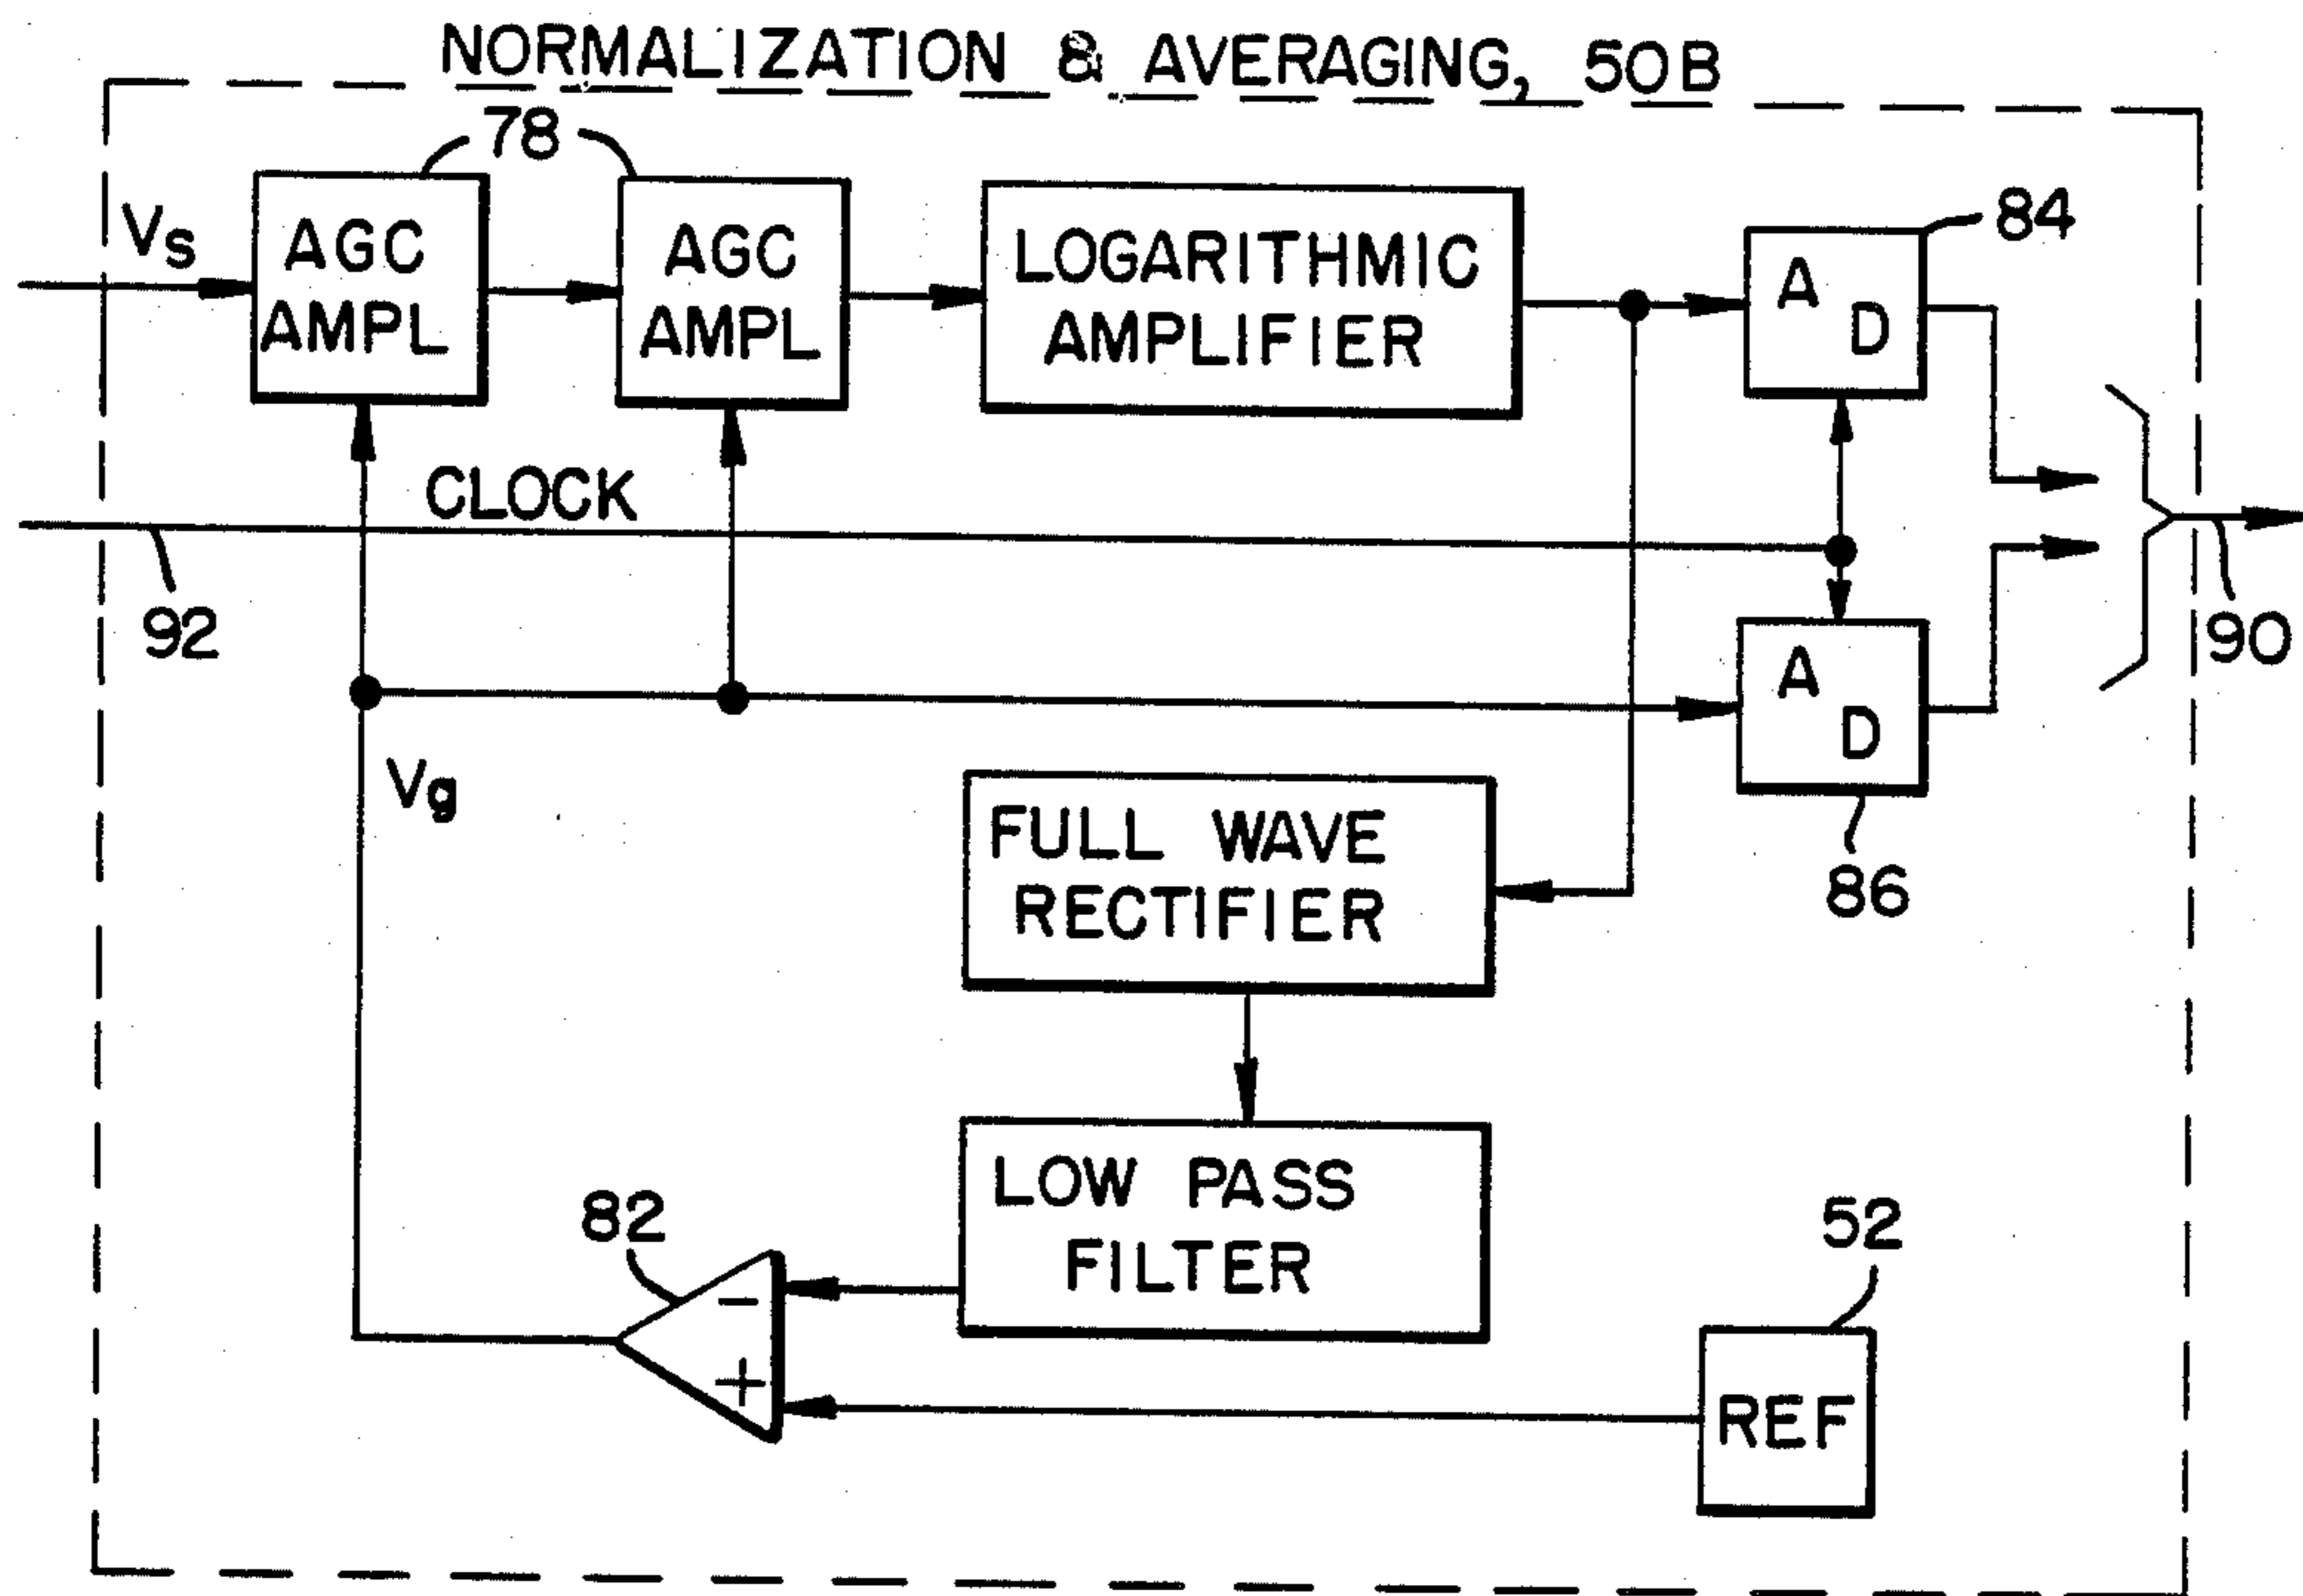 NORMALIZATION & AVERAGING, 50B
78
84
Vs
AGC
AMPL
AGC
AMPL
LOGARITHMIC
AMPLIFIER
A
D
CLOCK
92
90
A
D
Vg
86
FULL WAVE
RECTIFIER
LOW PASS
FILTER
82
-
+
52
REF